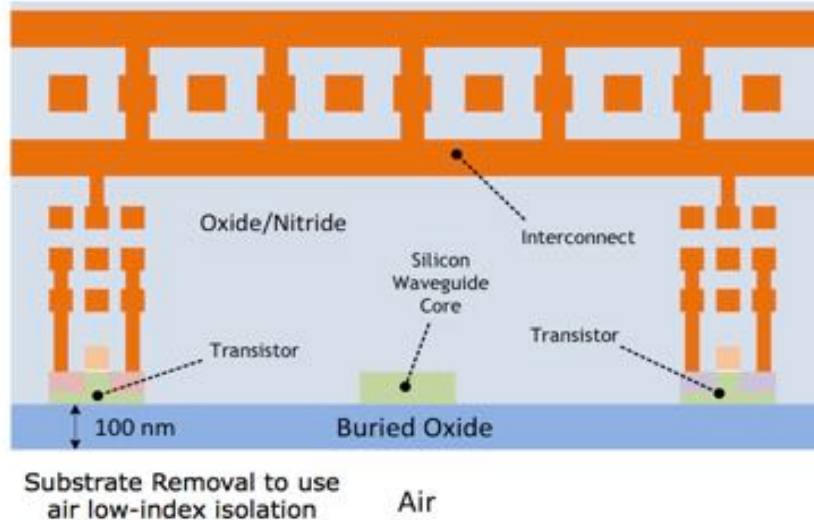 Oxide/Nitride
Interconnect
Silicon
Waveguide
Core
Transistor
Transistor
100 nm
Buried Oxide
Substrate Removal to use
air low-index isolation
Air